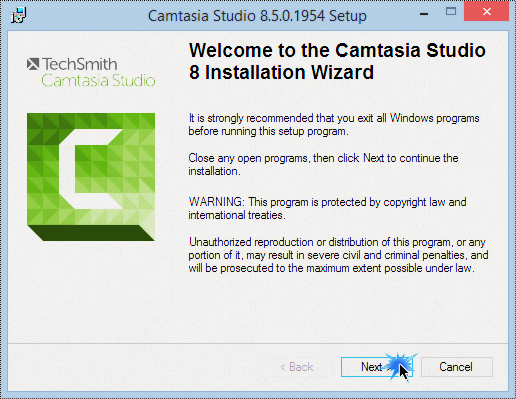 Camtasia Studio 8.5.0.1954 Setup
TechSmith
Camtasia Studio
Welcome to the Camtasia Studio
8 Installation Wizard
It is strongly recommended that you exit all Windows programs
before running this setup program.
Close any open programs, then click Next to continue the
installation.
WARNING: This program is protected by copyright law and
international treaties.
Unauthorized reproduction or distribution of this program, or any
portion of it, may result in severe civil and criminal penalties, and
will be prosecuted to the maximum extent possible under law.
< Back Next > Cancel